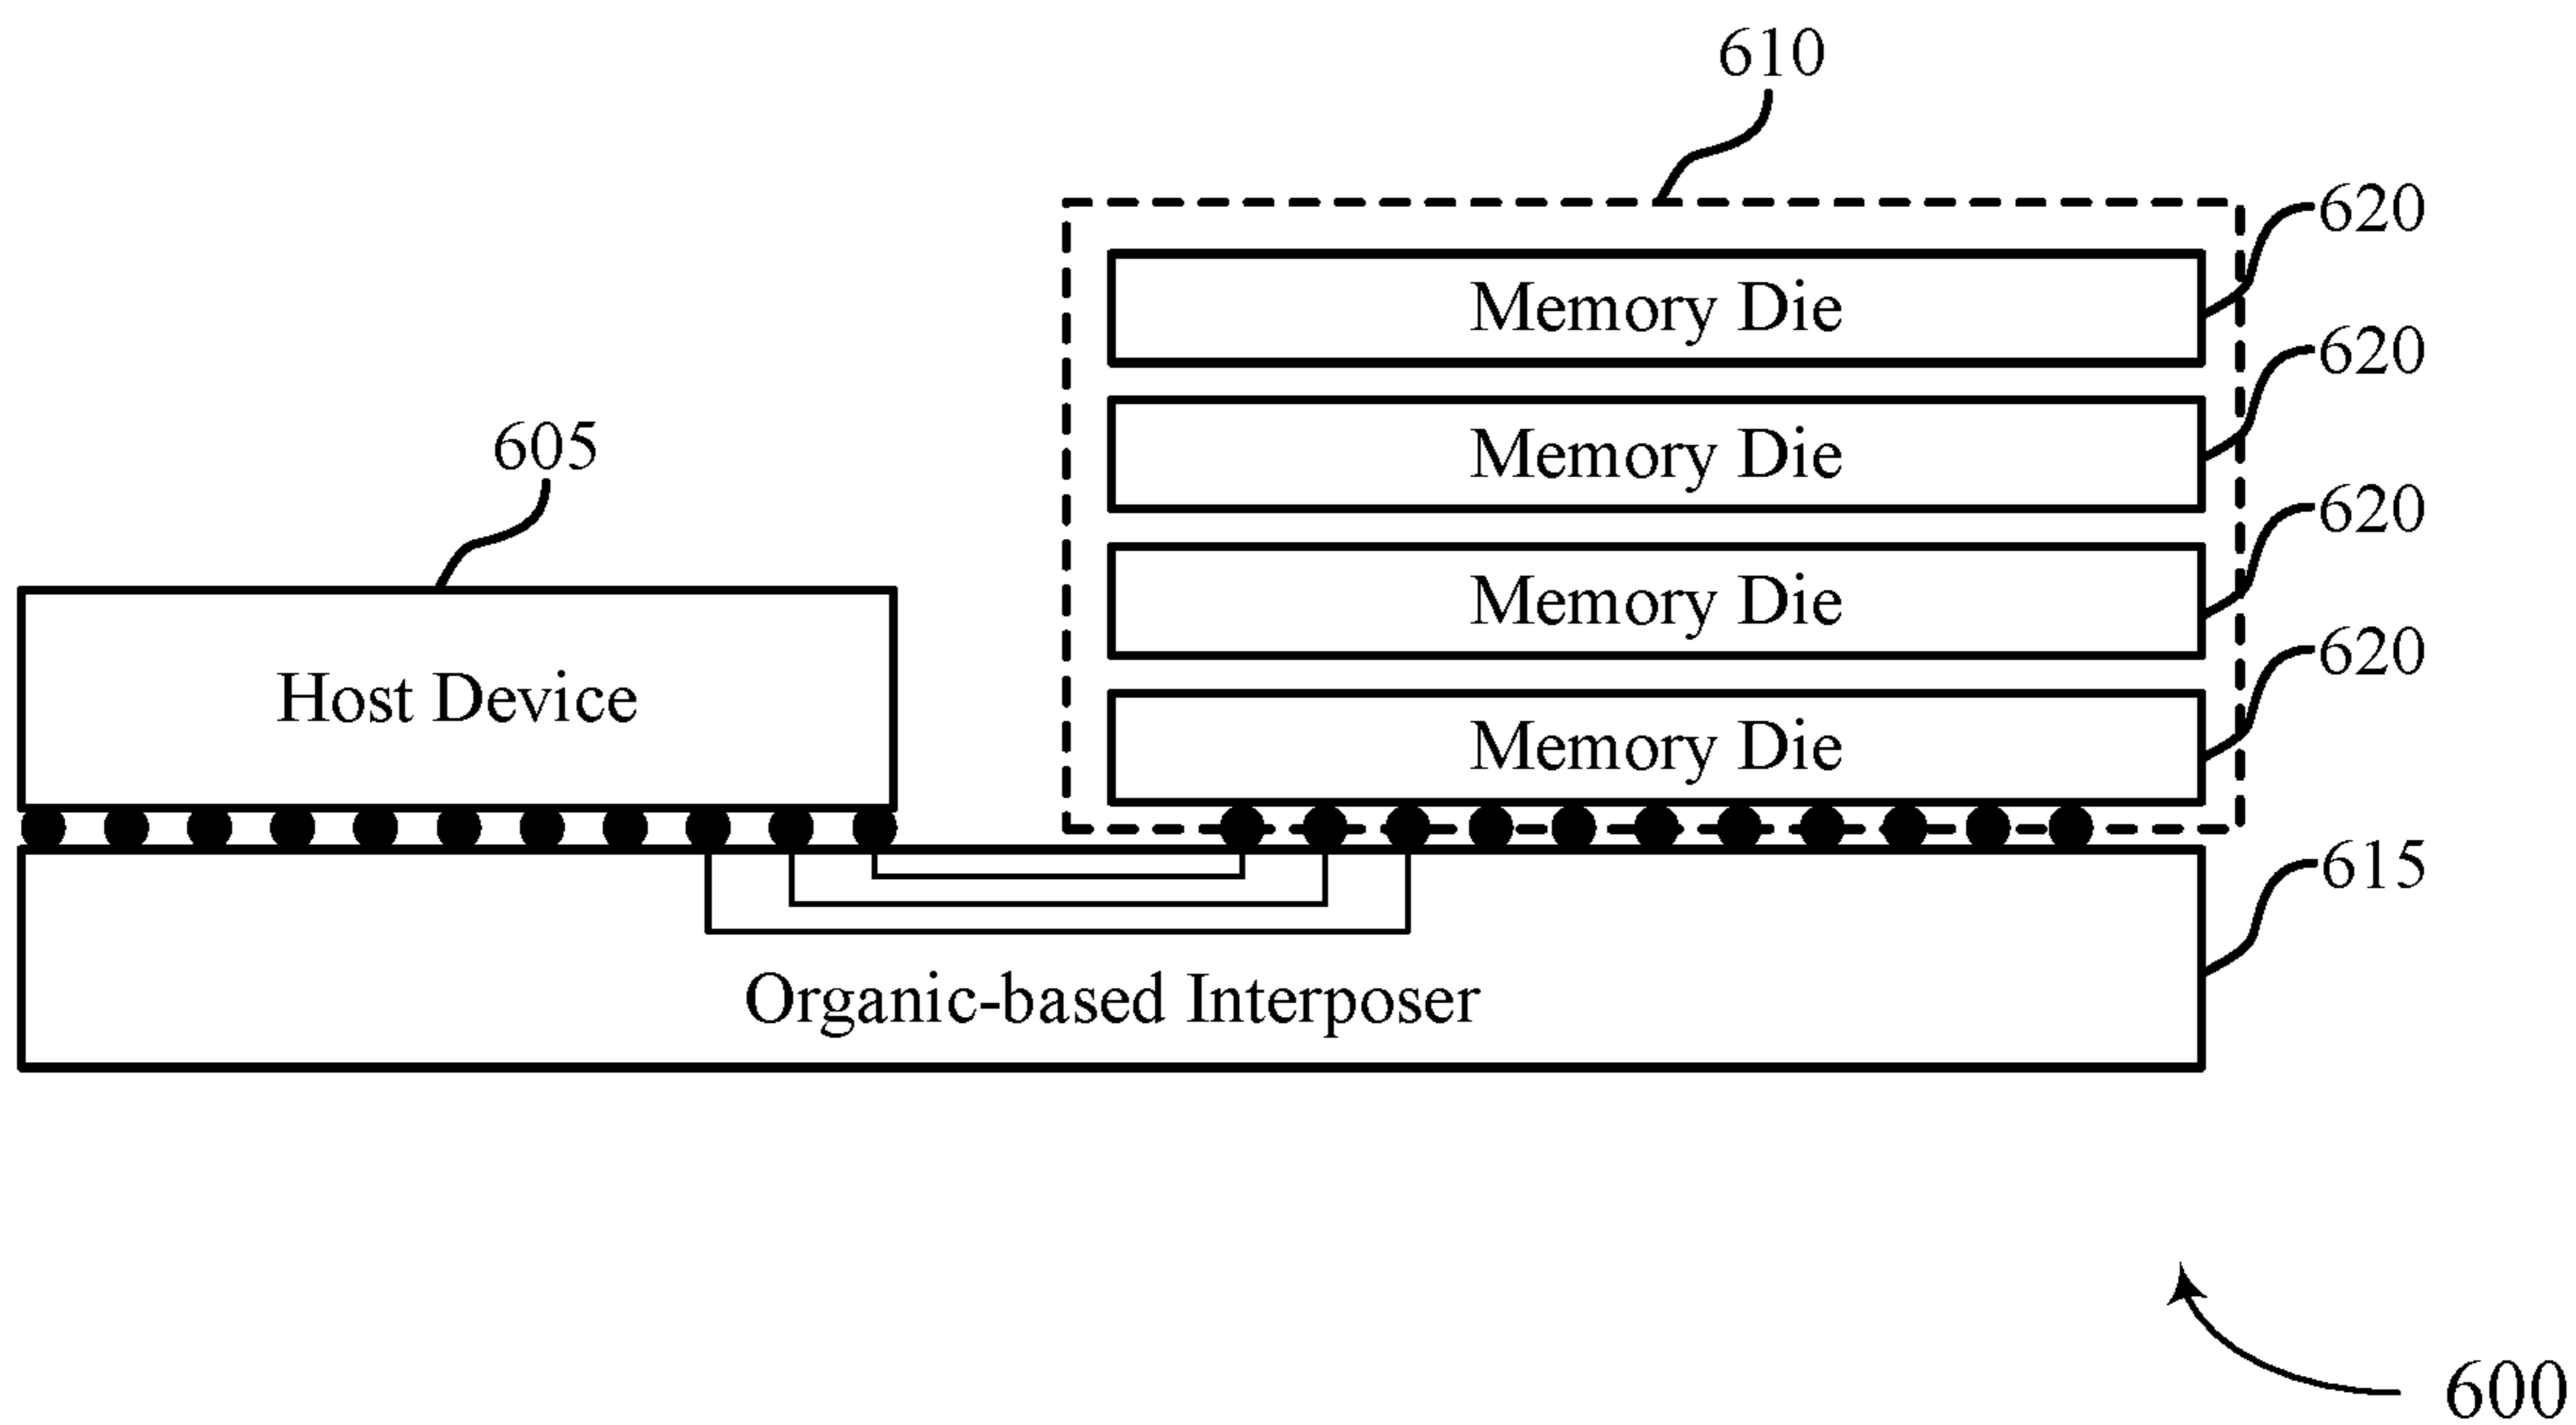 610
620
Memory Die
620
Memory Die
605
620
Memory Die
620
Host Device
Memory Die
615
Organic-based Interposer
600